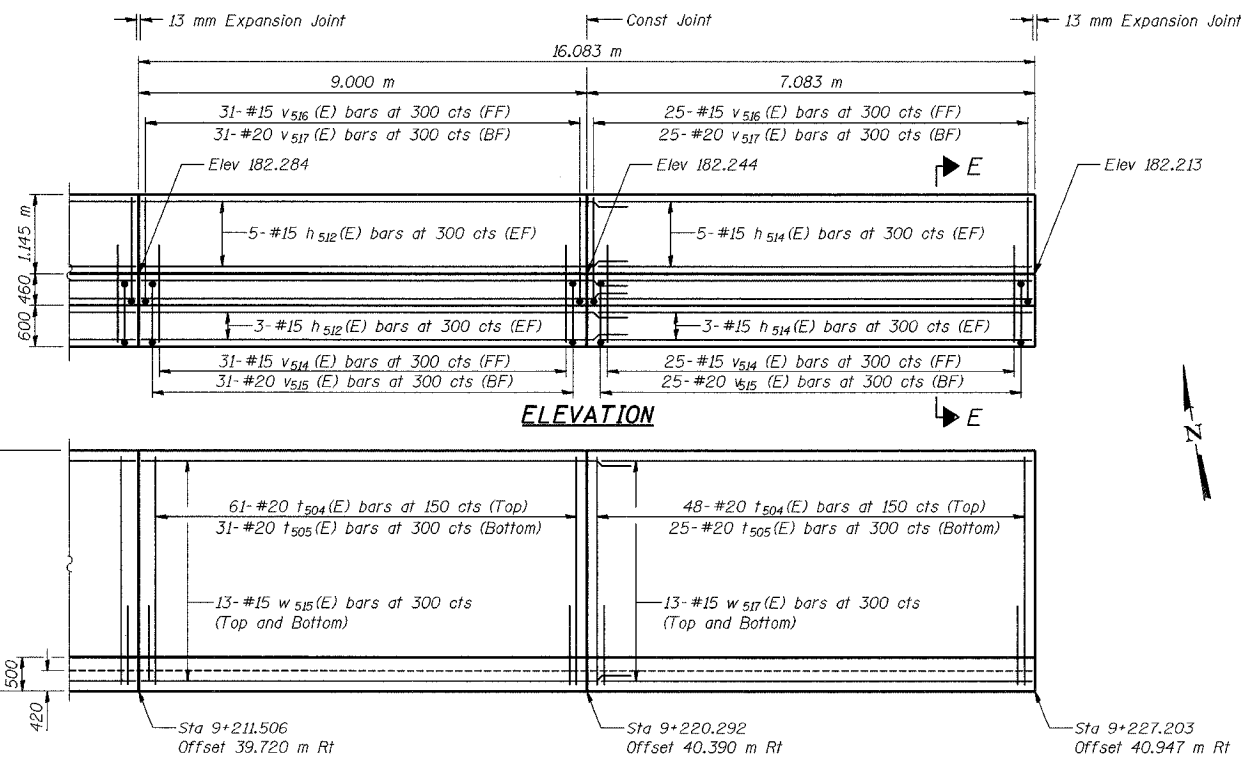 13 mm Expansion Joint
Const Joint
13 mm Expansion Joint
16.083 m
9.000 m
7.083 m
31-#15 v516(E) bars at 300 cts (FF)
31-#20 v517(E) bars at 300 cts (BF)
25-#15 v516(E) bars at 300 cts (FF)
25-#20 v517(E) bars at 300 cts (BF)
Elev 182.284
Elev 182.244
E
Elev 182.213
1.145 m
5-#15 h512(E) bars at 300 cts (EF)
5-#15 h514(E) bars at 300 cts (EF)
460
600
3-#15 h512(E) bars at 300 cts (EF)
3-#15 h514(E) bars at 300 cts (EF)
31-#15 v514(E) bars at 300 cts (FF)
31-#20 v515(E) bars at 300 cts (BF)
25-#15 v514(E) bars at 300 cts (FF)
25-#20 v515(E) bars at 300 cts (BF)
ELEVATION
E
N
61-#20 t504(E) bars at 150 cts (Top)
31-#20 t505(E) bars at 300 cts (Bottom)
48-#20 t504(E) bars at 150 cts (Top)
25-#20 t505(E) bars at 300 cts (Bottom)
13-#15 w515(E) bars at 300 cts
(Top and Bottom)
13-#15 w517(E) bars at 300 cts
(Top and Bottom)
500
420
Sta 9+211.506
Offset 39.720 m Rt
Sta 9+220.292
Offset 40.390 m Rt
Sta 9+227.203
Offset 40.947 m Rt